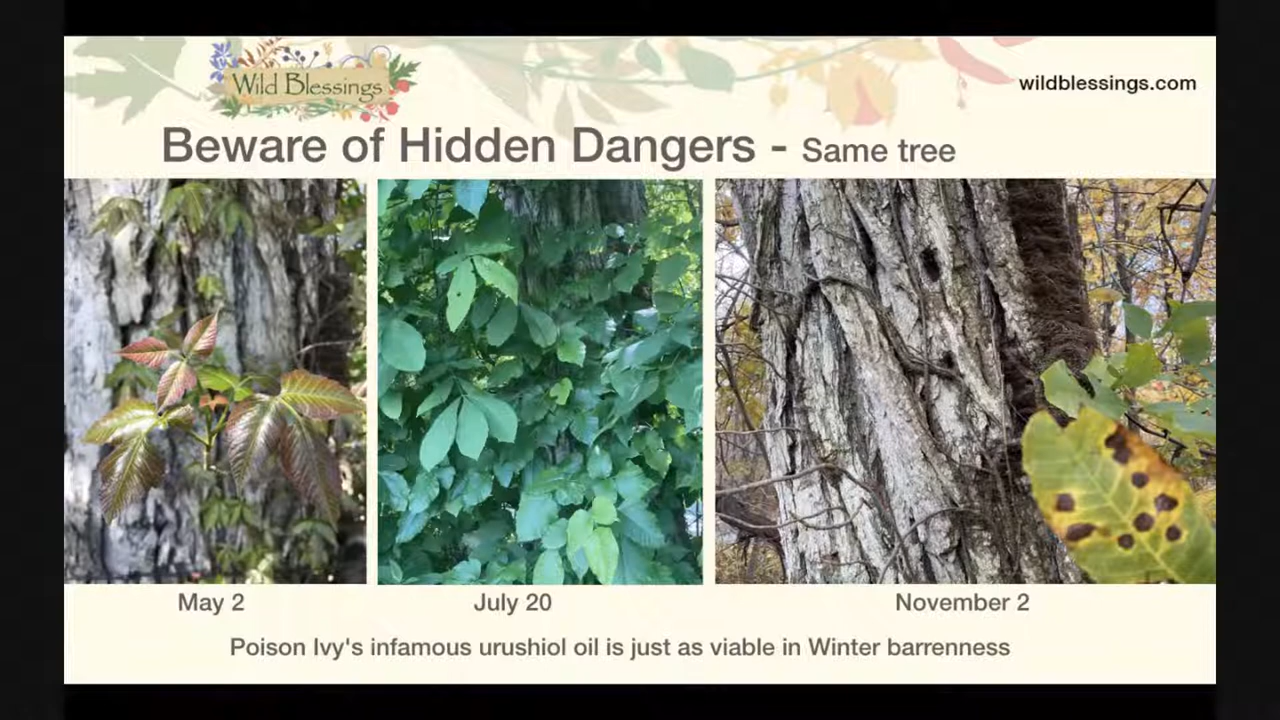 Wild Blessings
wildblessings.com
Beware of Hidden Dangers - Same tree
May 2
July 20
November 2
Poison Ivy's infamous urushiol oil is just as viable in Winter barrenness